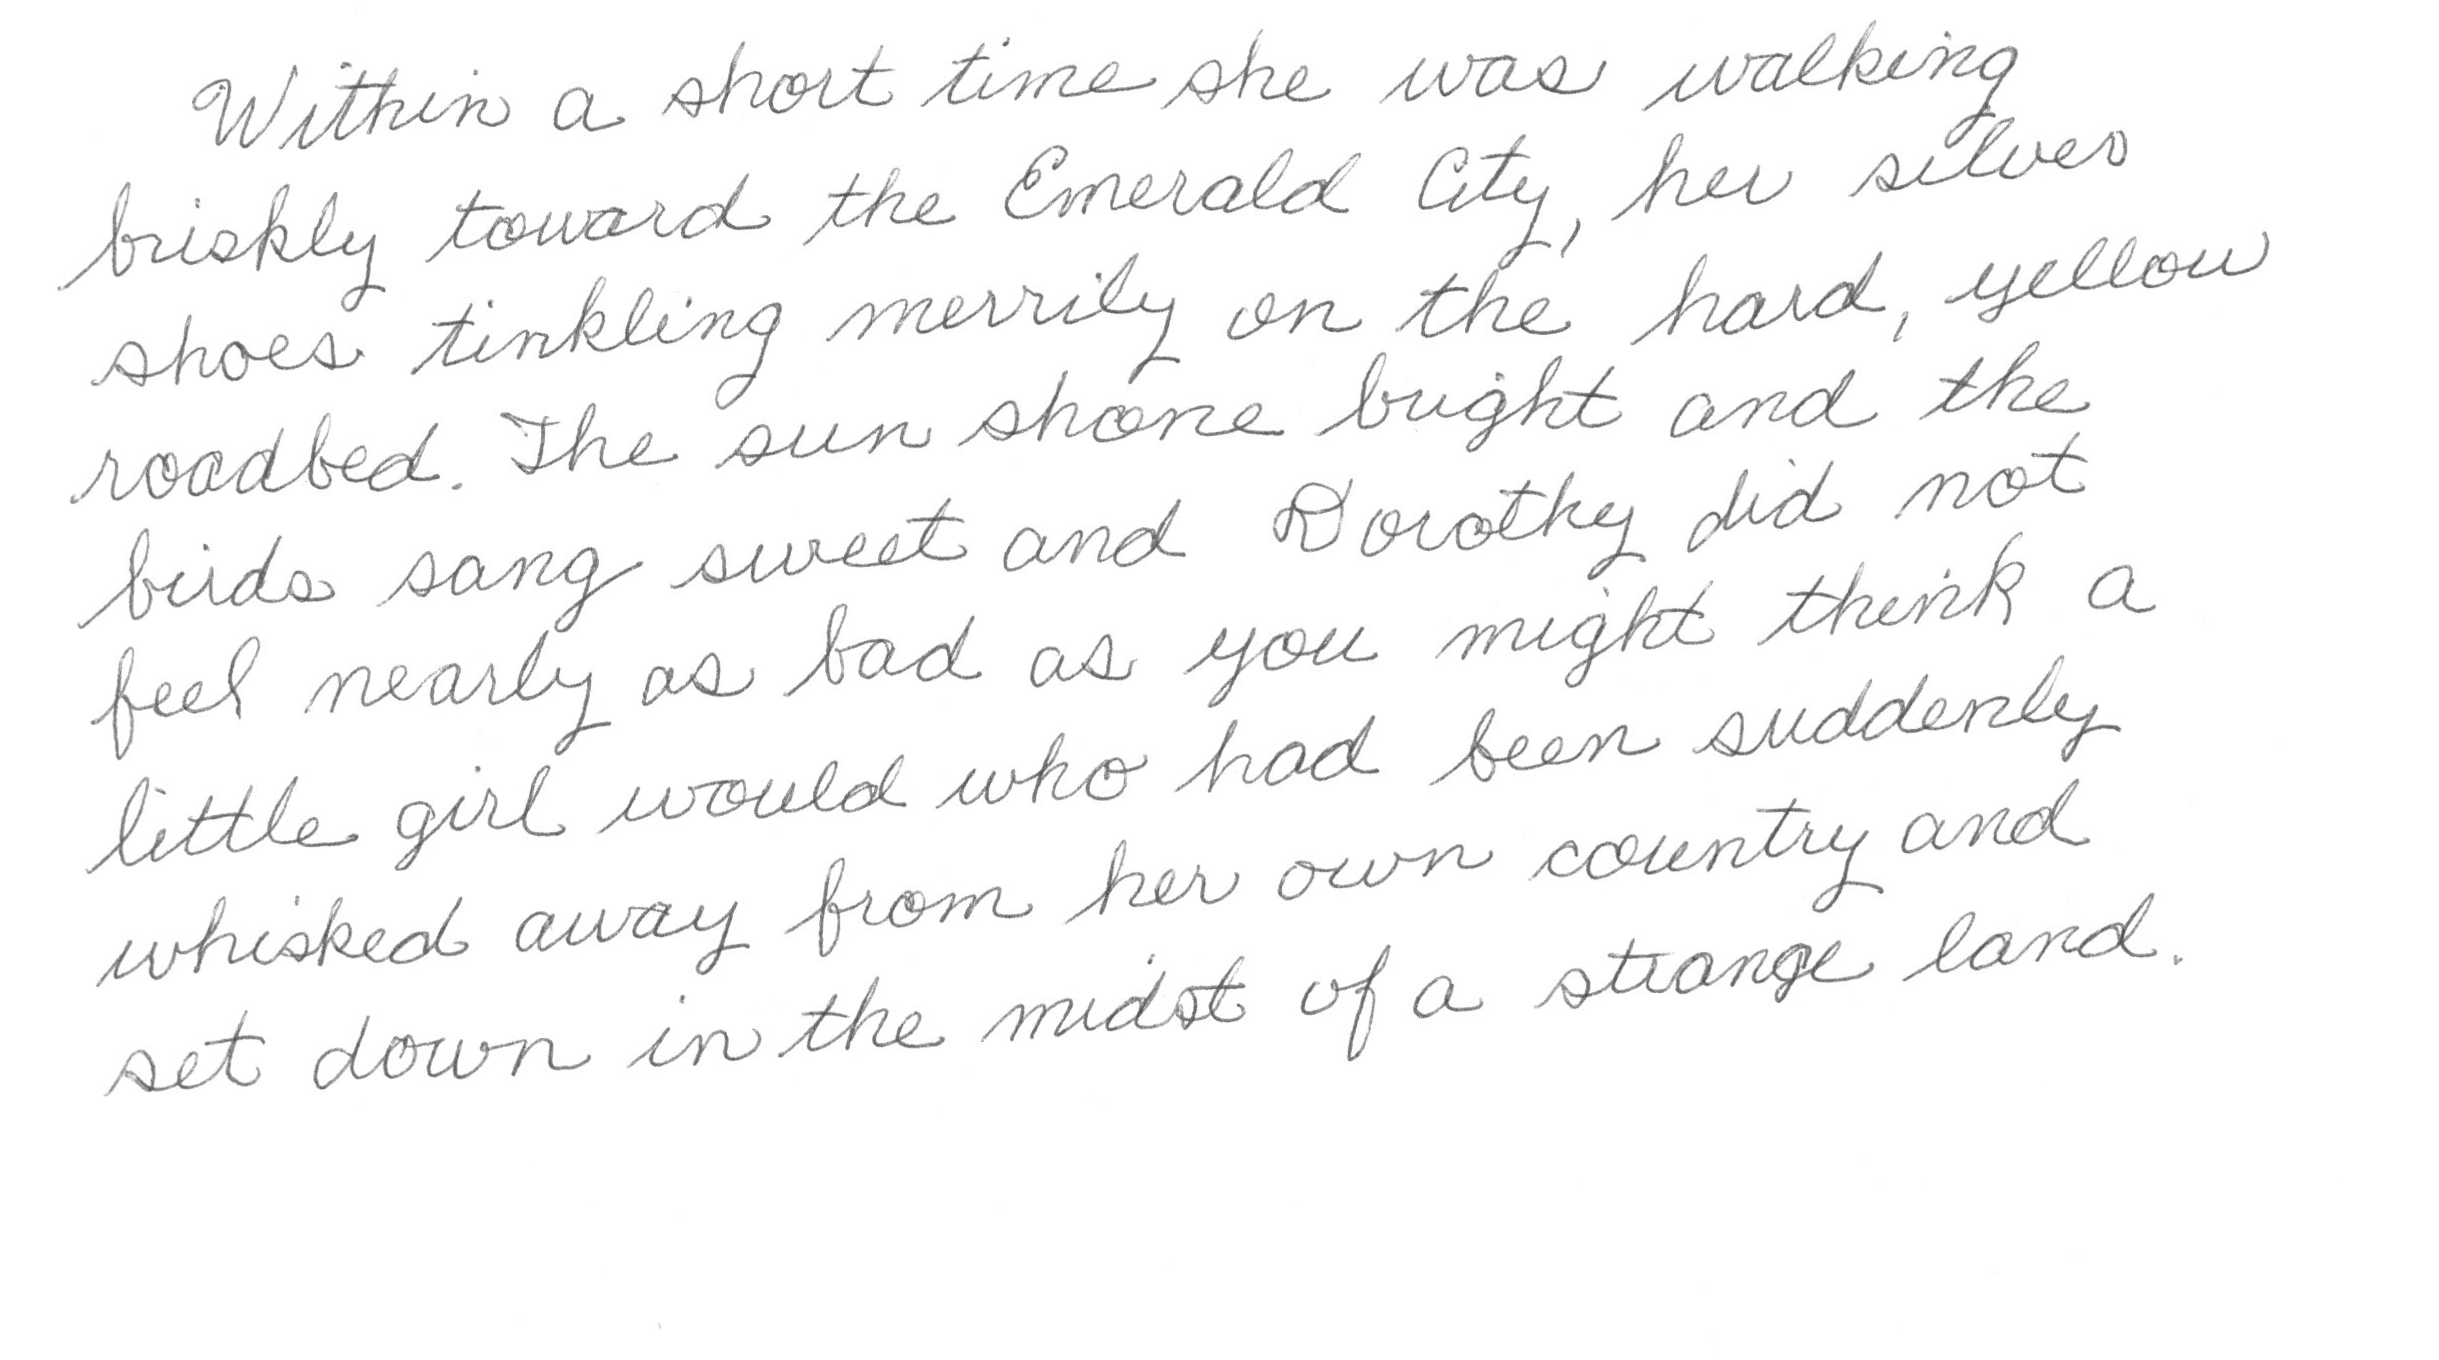 Within a short time she was walking
briskly toward the Emerald City, her silver
shoes tinkling merrily on the hard, yellow
roadbed. The sun shone bright and the
birds sang sweet and Dorothy did not
feel nearly as bad as you might think a
little girl would who had been suddenly
whisked away from her own country and
set down in the midst of a strange land.